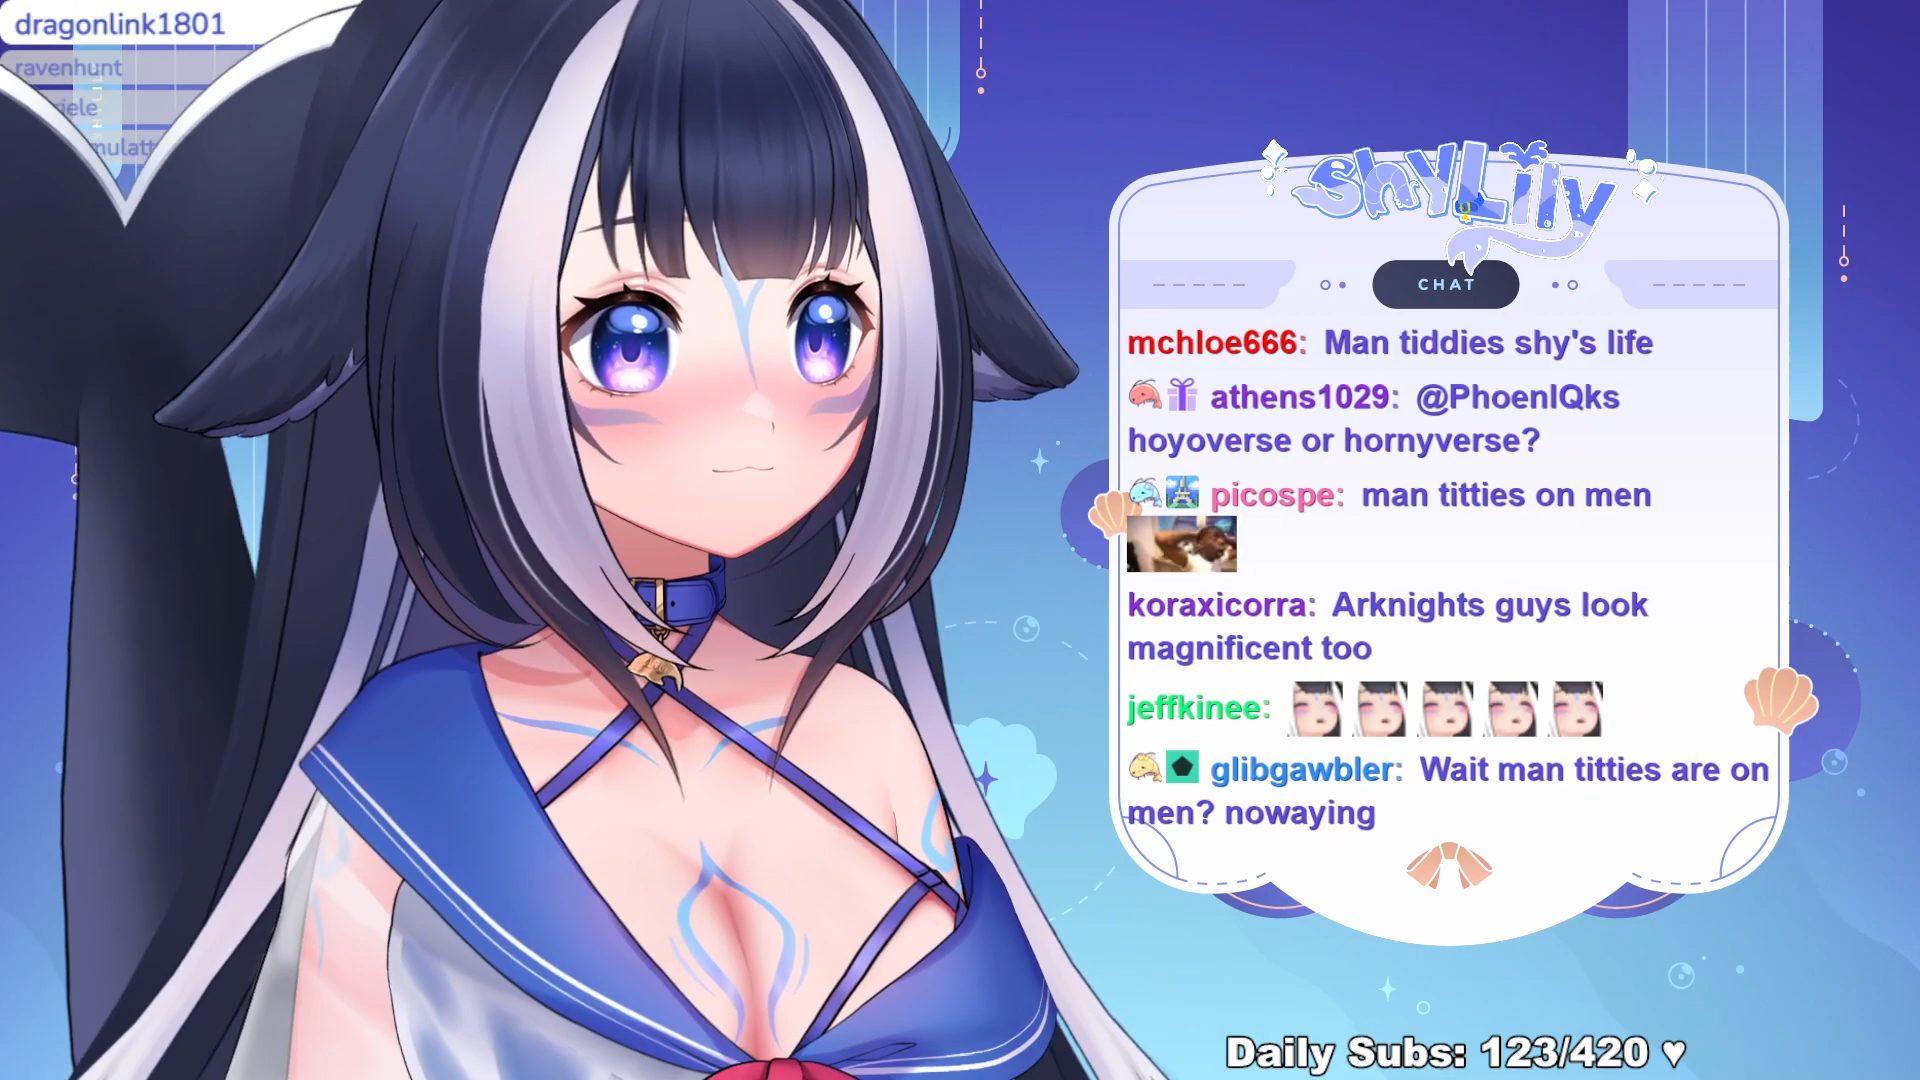 dragonlink1801
ravenhunt
shyLily
CHAT
mchloe666: Man tiddies shy's life
athens1029: @PhoenIQks
hoyoverse or hornyverse?
picospe: man titties on men
koraxicorra: Arknights guys look
magnificent too
jeffkinee:
glibgawbler: Wait man titties are on
men? nowaying
Daily Subs: 123/420 ♥